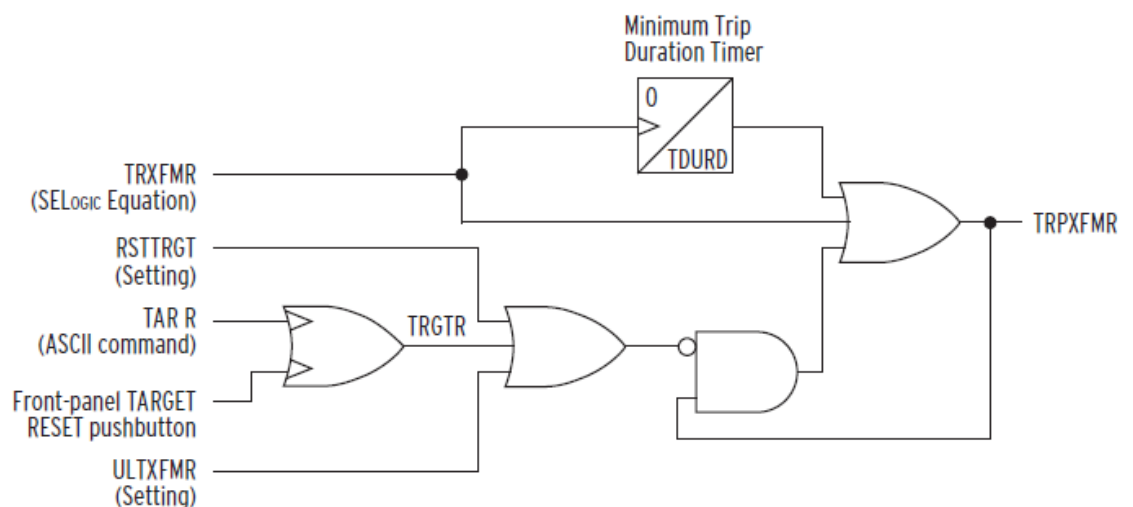 Minimum Trip
Duration Timer
0
TDURD
TRXFMR
(SELOGIC Equation)
TRPXFMR
RSTTRGT
(Setting)
TAR R
(ASCII command)
TRGTR
Front-panel TARGET
RESET pushbutton
ULTXFMR
(Setting)